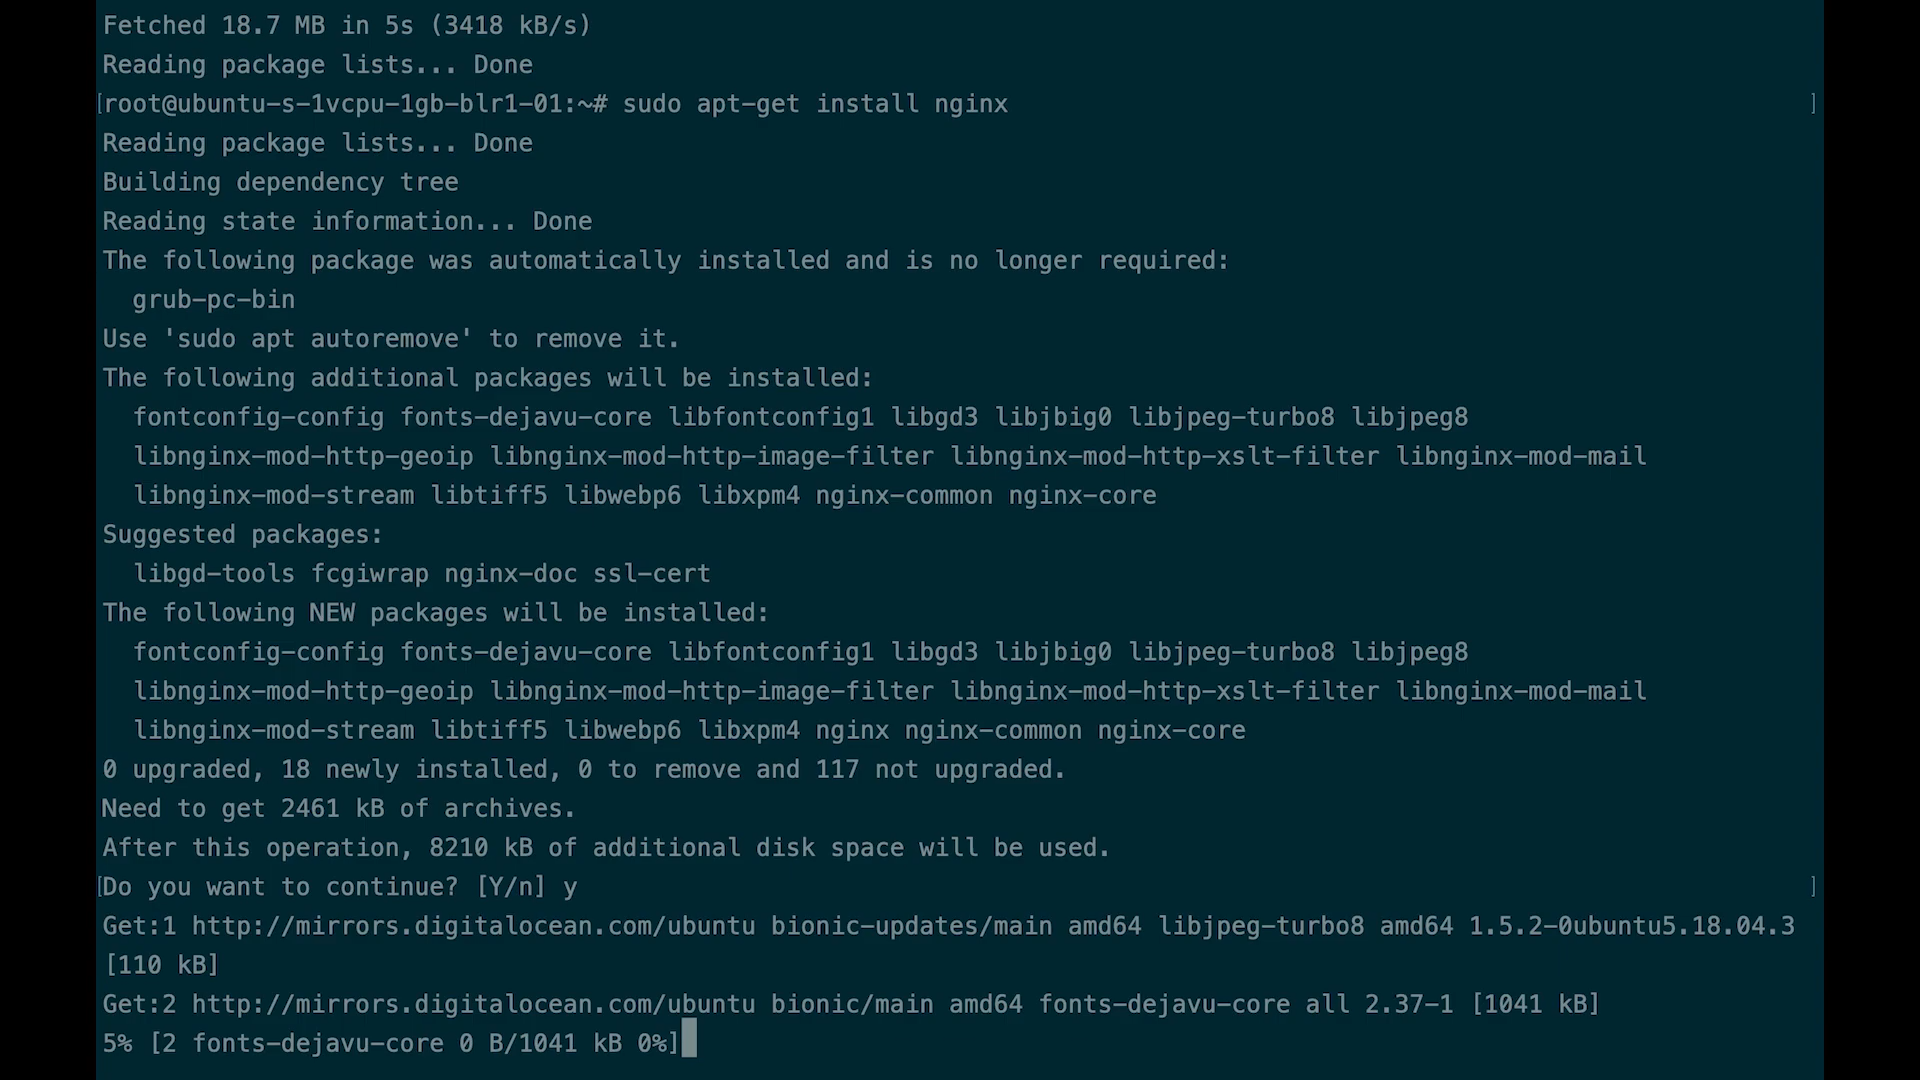 Fetched 18.7 MB in 5s (3418 kB/s)
Reading package lists... Done
[root@ubuntu-s-1vcpu-1gb-blr1-01:~# sudo apt-get install nginx ]
Reading package lists... Done
Building dependency tree
Reading state information... Done
The following package was automatically installed and is no longer required:
  grub-pc-bin
Use 'sudo apt autoremove' to remove it.
The following additional packages will be installed:
  fontconfig-config fonts-dejavu-core libfontconfig1 libgd3 libjbig0 libjpeg-turbo8 libjpeg8
  libnginx-mod-http-geoip libnginx-mod-http-image-filter libnginx-mod-http-xslt-filter libnginx-mod-mail
  libnginx-mod-stream libtiff5 libwebp6 libxpm4 nginx-common nginx-core
Suggested packages:
  libgd-tools fcgiwrap nginx-doc ssl-cert
The following NEW packages will be installed:
  fontconfig-config fonts-dejavu-core libfontconfig1 libgd3 libjbig0 libjpeg-turbo8 libjpeg8
  libnginx-mod-http-geoip libnginx-mod-http-image-filter libnginx-mod-http-xslt-filter libnginx-mod-mail
  libnginx-mod-stream libtiff5 libwebp6 libxpm4 nginx nginx-common nginx-core
0 upgraded, 18 newly installed, 0 to remove and 117 not upgraded.
Need to get 2461 kB of archives.
After this operation, 8210 kB of additional disk space will be used.
[Do you want to continue? [Y/n] y ]
Get:1 http://mirrors.digitalocean.com/ubuntu bionic-updates/main amd64 libjpeg-turbo8 amd64 1.5.2-0ubuntu5.18.04.3
[110 kB]
Get:2 http://mirrors.digitalocean.com/ubuntu bionic/main amd64 fonts-dejavu-core all 2.37-1 [1041 kB]
5% [2 fonts-dejavu-core 0 B/1041 kB 0%]